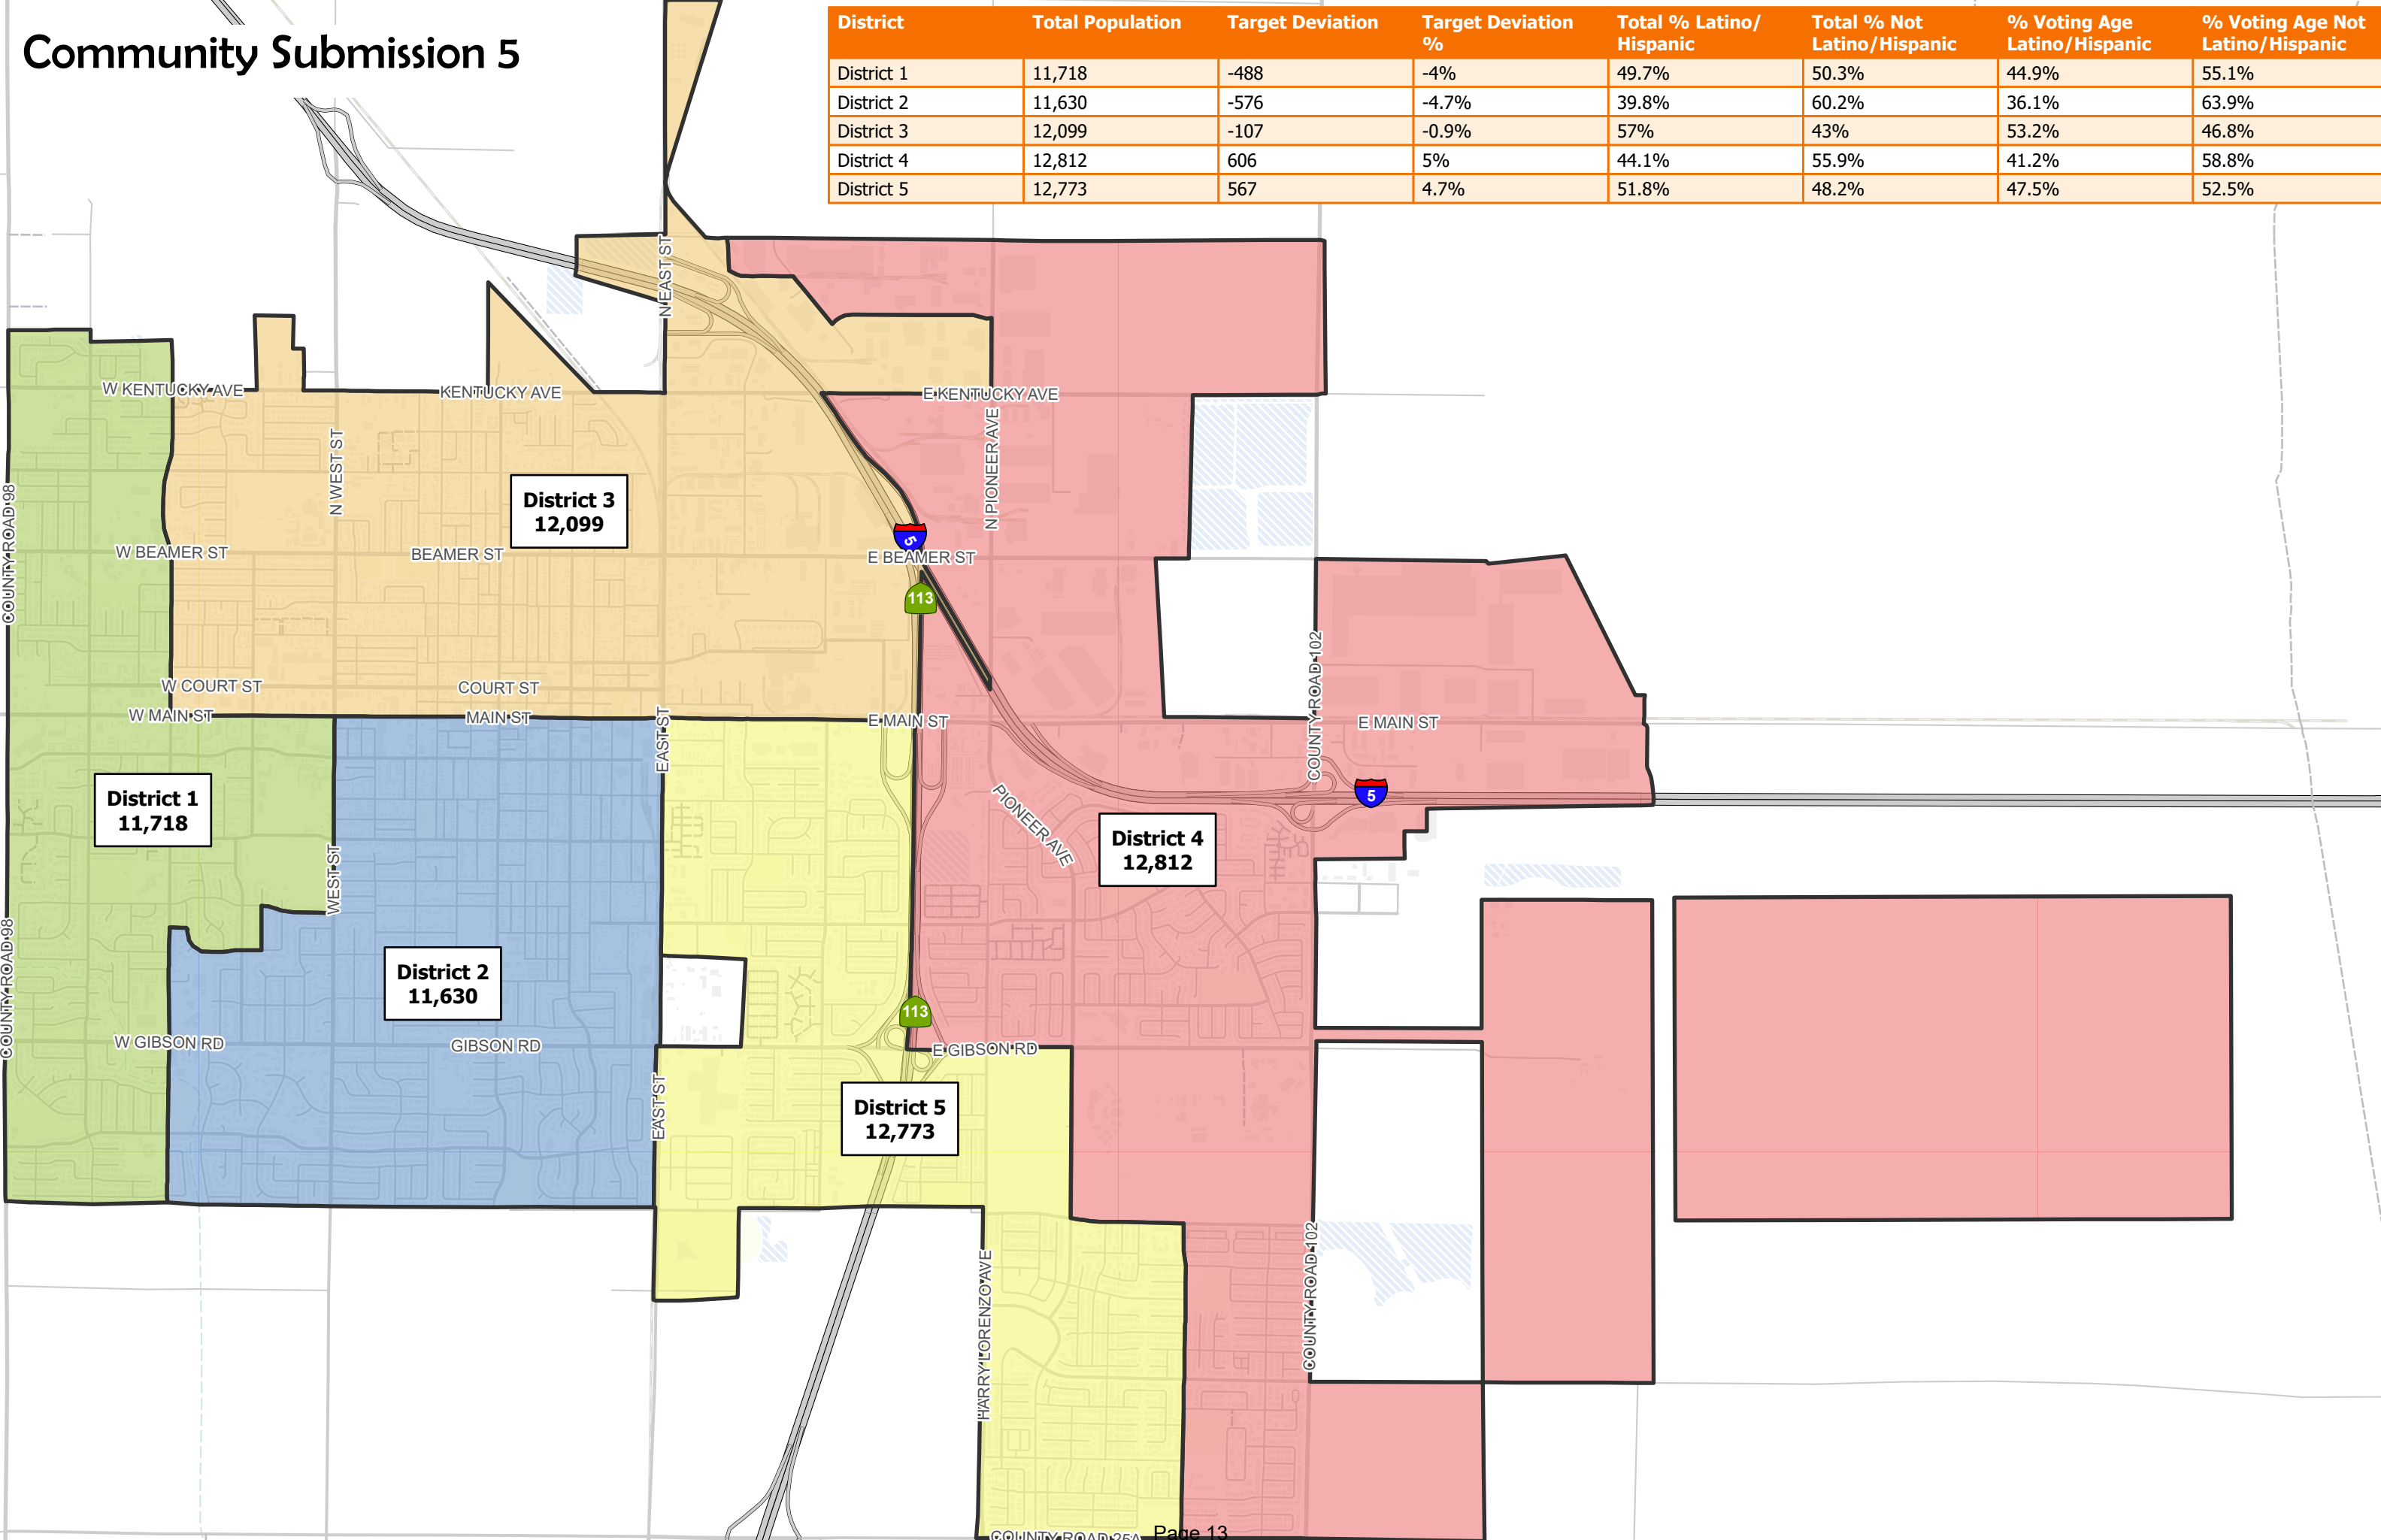 Community Submission 5
District Total Population Target Deviation Target Deviation % Total % Latino/ Hispanic Total % Not Latino/Hispanic % Voting Age Latino/Hispanic % Voting Age Not Latino/Hispanic
District 1 11,718 -488 -4% 49.7% 50.3% 44.9% 55.1%
District 2 11,630 -576 -4.7% 39.8% 60.2% 36.1% 63.9%
District 3 12,099 -107 -0.9% 57% 43% 53.2% 46.8%
District 4 12,812 606 5% 44.1% 55.9% 41.2% 58.8%
District 5 12,773 567 4.7% 51.8% 48.2% 47.5% 52.5%
N EAST ST
W KENTUCKY AVE
KENTUCKY AVE
E KENTUCKY AVE
N WEST ST
N PIONEER AVE
COUNTY ROAD 98
District 3
12,099
5
W BEAMER ST
BEAMER ST
E BEAMER ST
113
COUNTY ROAD 102
W COURT ST
COURT ST
W MAIN ST
MAIN ST
E MAIN ST
E MAIN ST
EAST ST
District 1
11,718
5
PIONEER AVE
District 4
12,812
WEST ST
COUNTY ROAD 98
District 2
11,630
113
W GIBSON RD
GIBSON RD
E GIBSON RD
EAST ST
District 5
12,773
HARRY LORENZO AVE
COUNTY ROAD 102
COUNTY ROAD 25A
Page 13